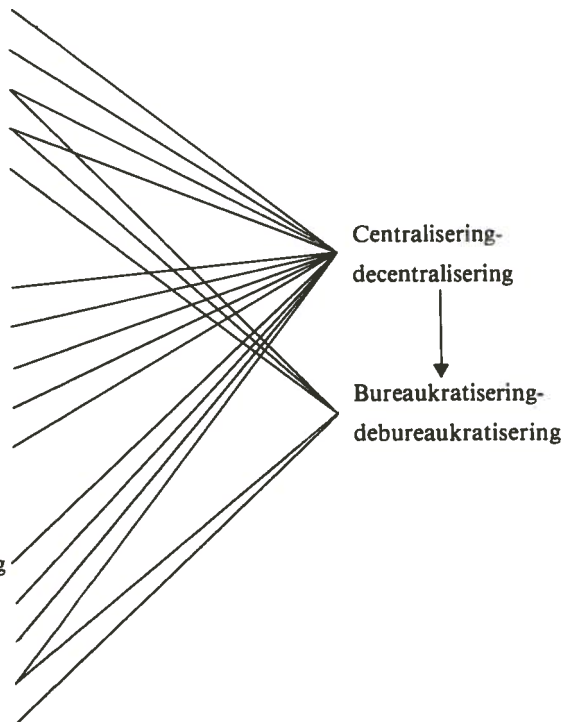 Centralisering-
decentralisering
Bureaukratisering-
debureaukratisering
g